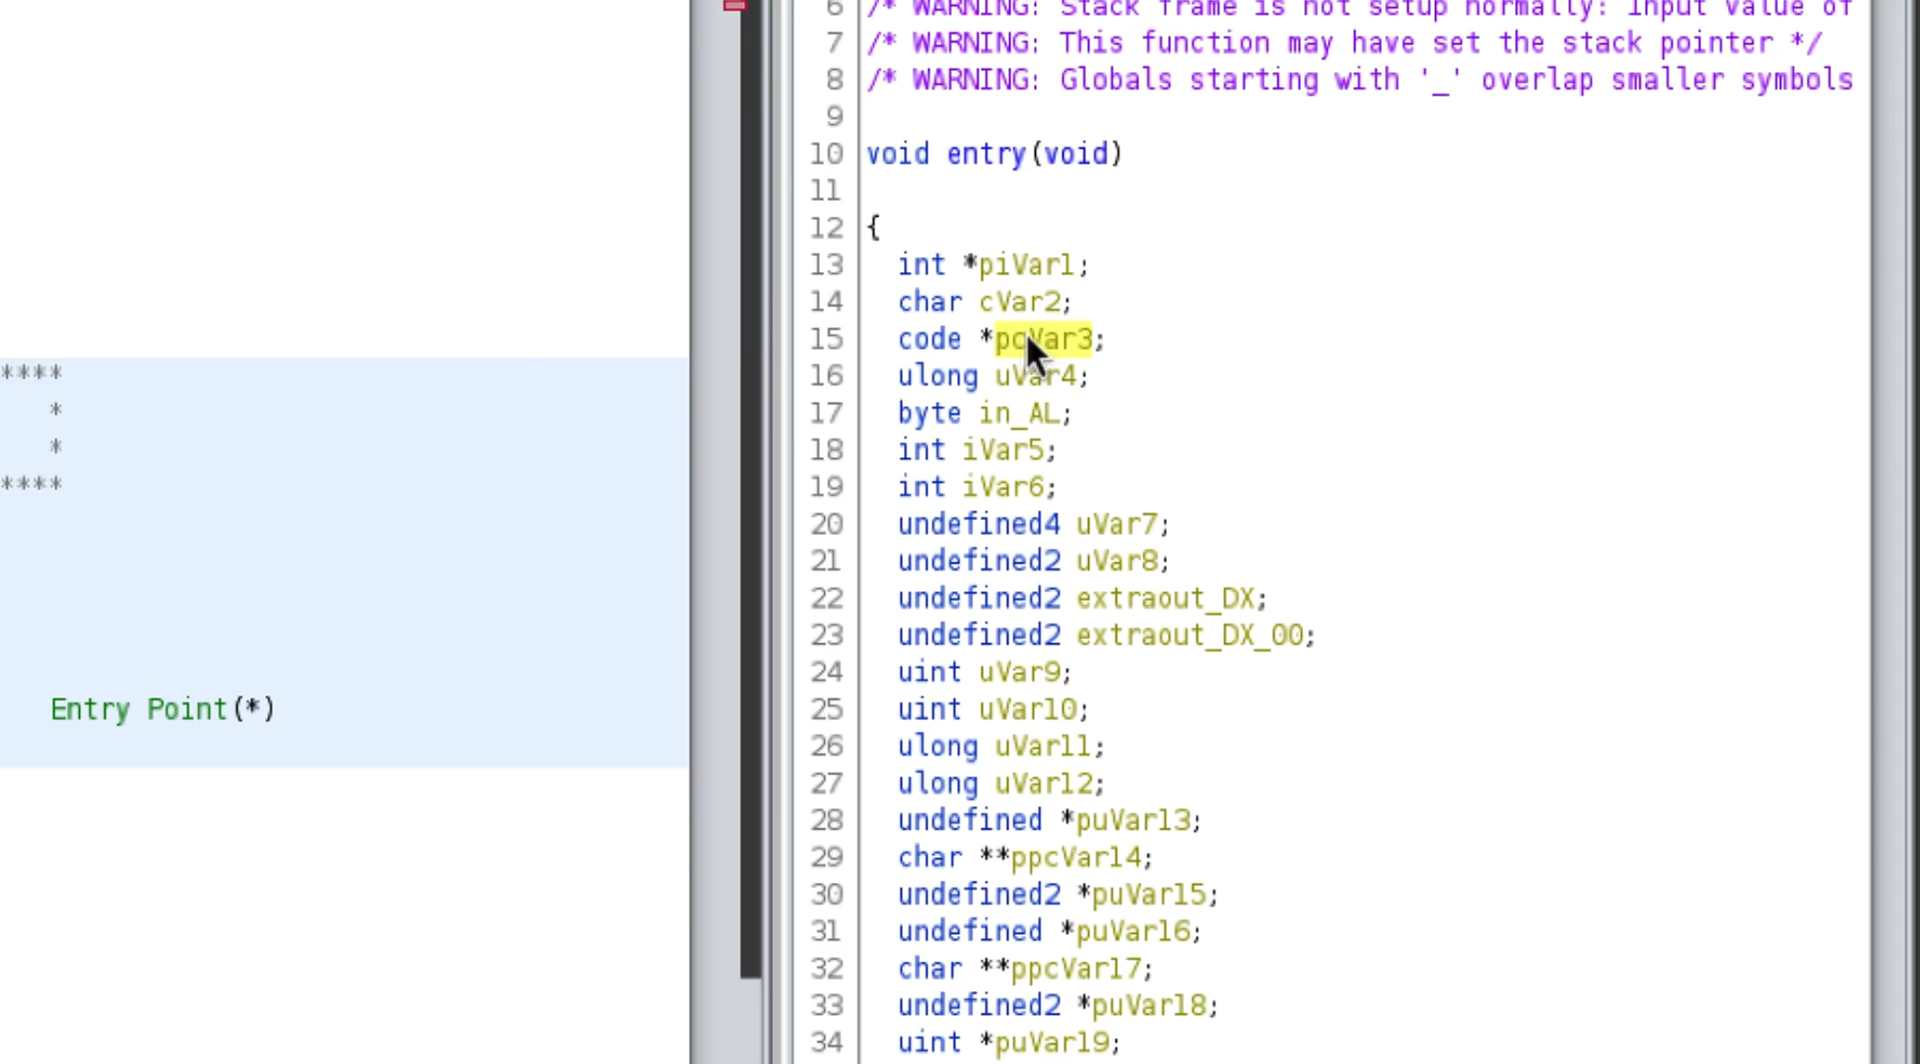 ****
*
*
****
Entry Point(*)
6 /* WARNING: Stack frame is not setup normally: Input value of
7 /* WARNING: This function may have set the stack pointer */
8 /* WARNING: Globals starting with '_' overlap smaller symbols
9
10 void entry(void)
11
12 {
13 int *piVar1;
14 char cVar2;
15 code *pcVar3;
16 ulong uVar4;
17 byte in_AL;
18 int iVar5;
19 int iVar6;
20 undefined4 uVar7;
21 undefined2 uVar8;
22 undefined2 extraout_DX;
23 undefined2 extraout_DX_00;
24 uint uVar9;
25 uint uVar10;
26 ulong uVar11;
27 ulong uVar12;
28 undefined *puVar13;
29 char **ppcVar14;
30 undefined2 *puVar15;
31 undefined *puVar16;
32 char **ppcVar17;
33 undefined2 *puVar18;
34 uint *puVar19;